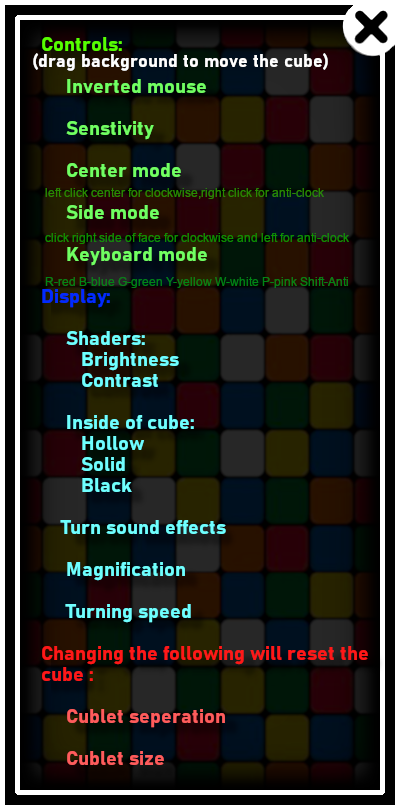 Controls:
(drag background to move the cube)
Inverted mouse
Senstivity
Center mode
left click center for clockwise,right click for anti-clock
Side mode
click right side of face for clockwise and left for anti-clock
Keyboard mode
R-red B-blue G-green Y-yellow W-white P-pink Shift-Anti
Display:
Shaders:
Brightness
Contrast
Inside of cube:
Hollow
Solid
Black
Turn sound effects
Magnification
Turning speed
Changing the following will reset the
cube :
Cublet seperation
Cublet size